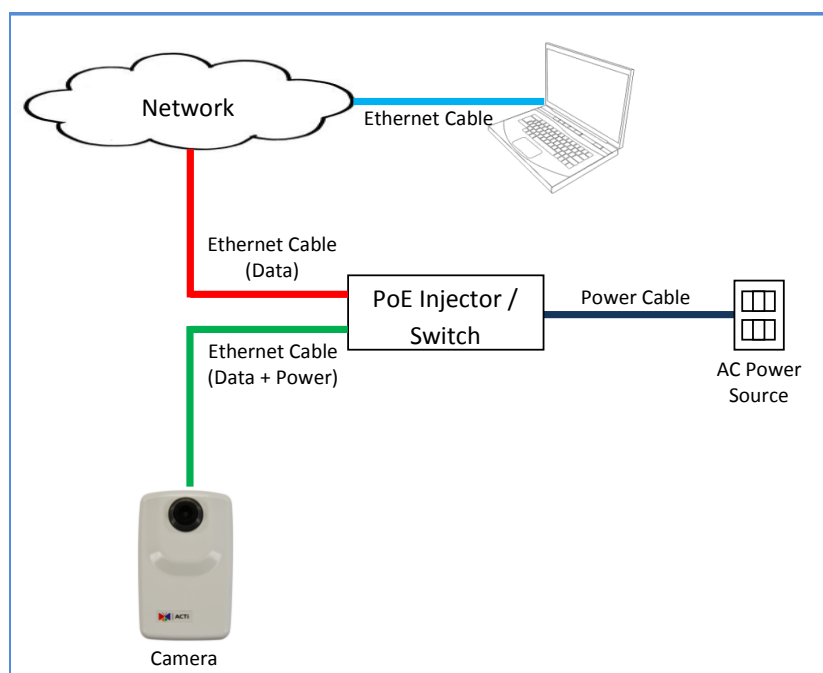 Network
Ethernet Cable
Ethernet Cable
(Data)
PoE Injector /
Switch
Power Cable
AC Power
Source
Ethernet Cable
(Data + Power)
ACTi
Camera